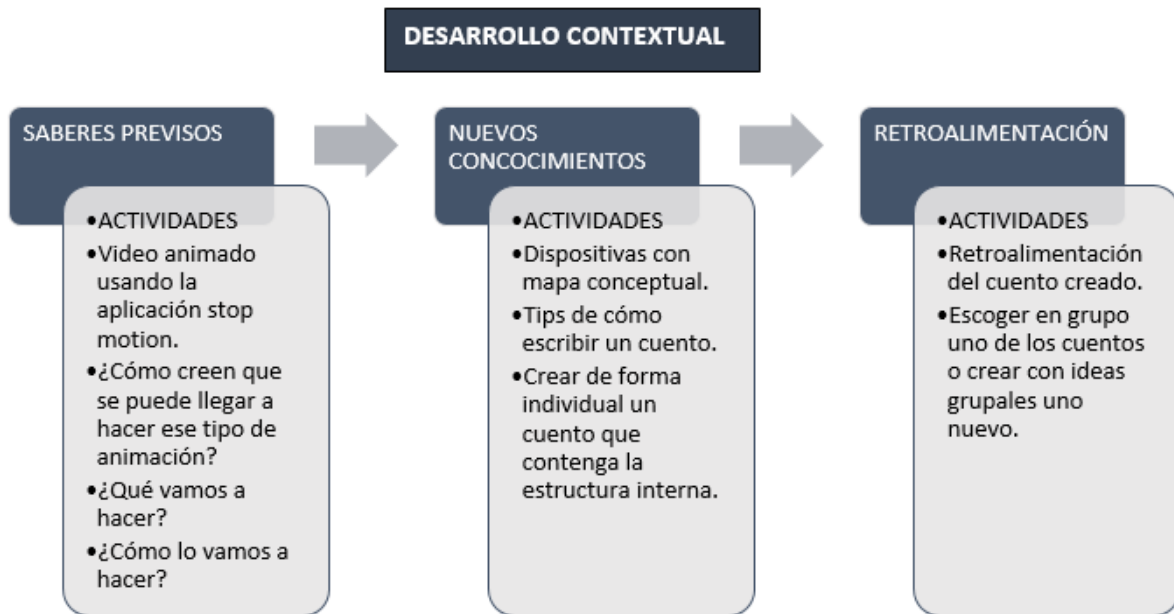 DESARROLLO CONTEXTUAL
SABERES PREVISOS
•ACTIVIDADES
•Video animado
usando la
aplicación stop
motion.
•¿Cómo creen que
se puede llegar a
hacer ese tipo de
animación?
•¿Qué vamos a
hacer?
•¿Cómo lo vamos a
hacer?
NUEVOS
CONCOCIMIENTOS
•ACTIVIDADES
•Dispositivas con
mapa conceptual.
•Tips de cómo
escribir un cuento.
•Crear de forma
individual un
cuento que
contenga la
estructura interna.
RETROALIMENTACIÓN
•ACTIVIDADES
•Retroalimentación
del cuento creado.
•Escoger en grupo
uno de los cuentos
o crear con ideas
grupales uno
nuevo.